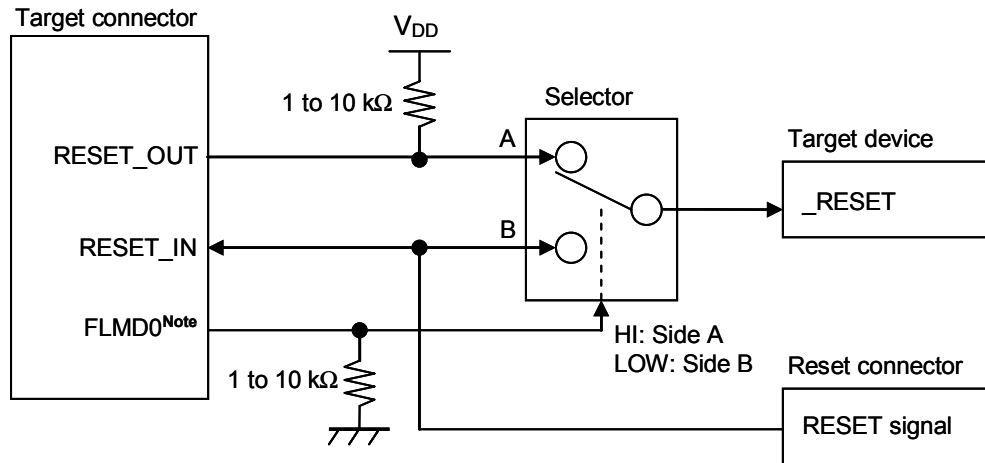 Target connector
VDD
1 to 10 kΩ
Selector
A
Target device
RESET_OUT
_RESET
RESET_IN
B
FLMD0Note
HI: Side A
LOW: Side B
1 to 10 kΩ
Reset connector
RESET signal